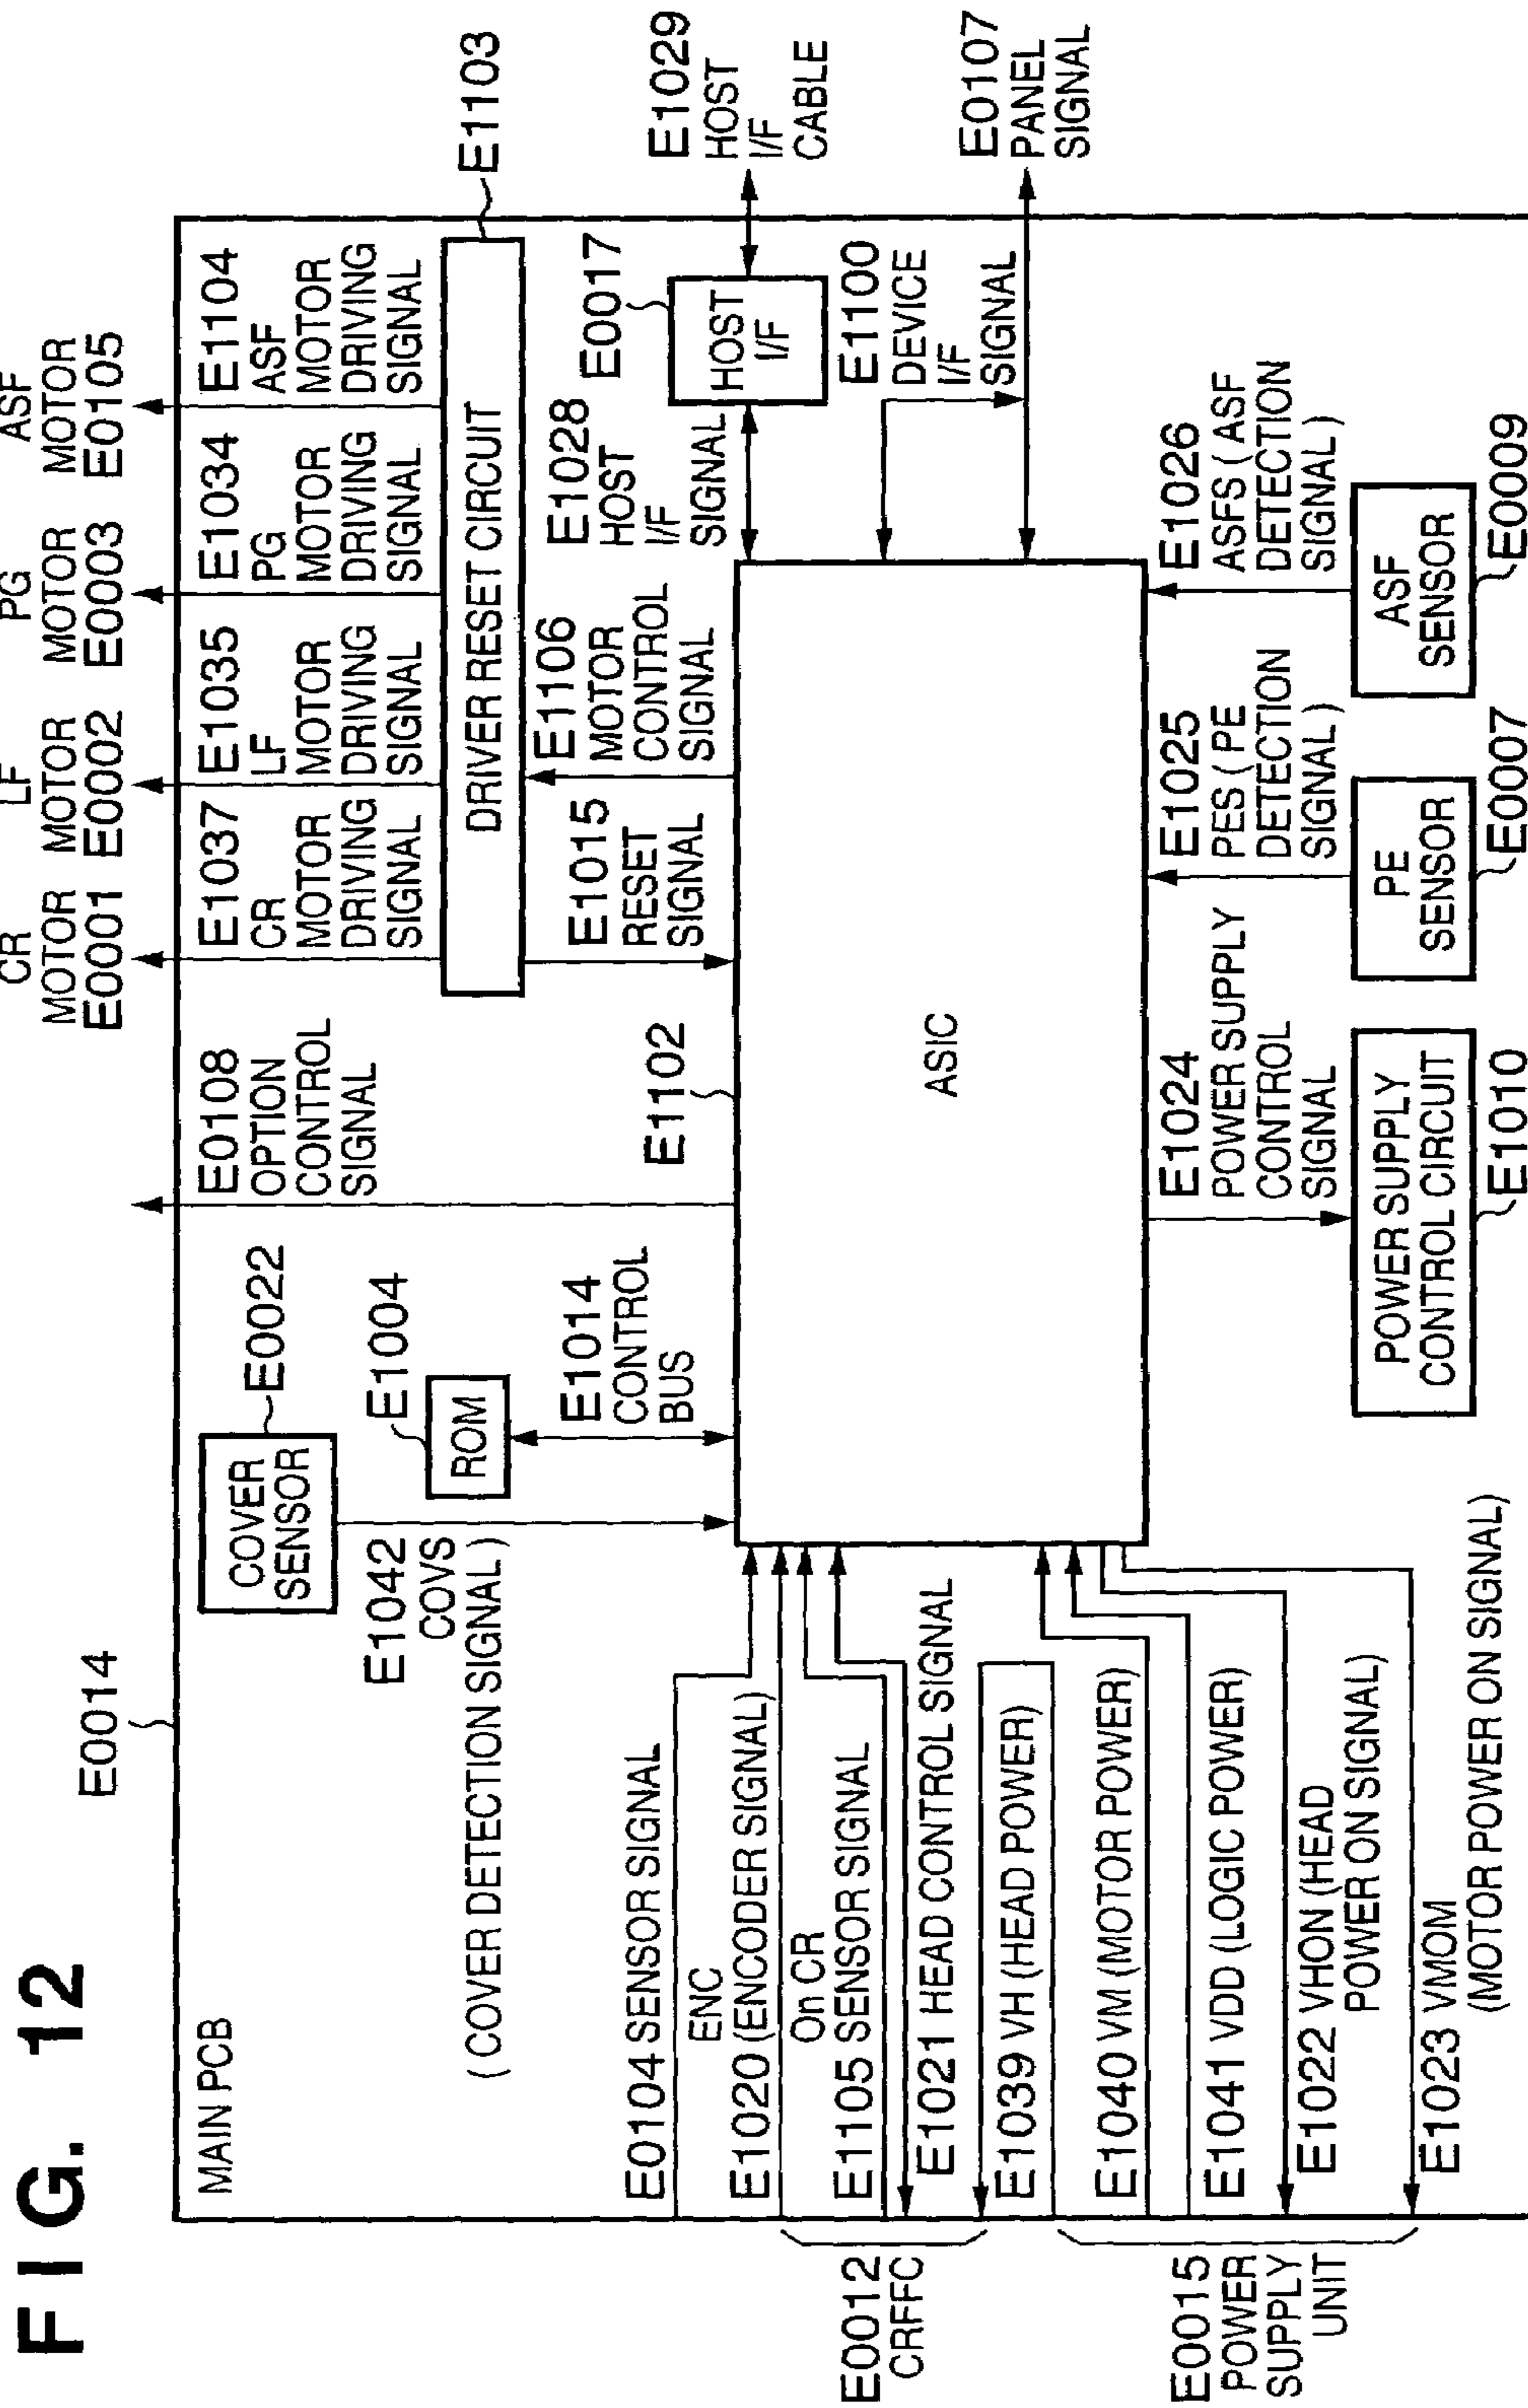 FIG. 12
E0014
MAIN PCB
COVER
SENSOR
E0022
E1042
COVS
( COVER DETECTION SIGNAL )
E1004
ROM
E1014
CONTROL
BUS
E0108
OPTION
CONTROL
SIGNAL
CR
MOTOR
E0001
LF
MOTOR
E0002
PG
MOTOR
E0003
ASF
MOTOR
E0105
E1037
CR
MOTOR
DRIVING
SIGNAL
E1035
LF
MOTOR
DRIVING
SIGNAL
E1034
PG
MOTOR
DRIVING
SIGNAL
E1104
ASF
MOTOR
DRIVING
SIGNAL
E1103
DRIVER RESET CIRCUIT
E1015
RESET
SIGNAL
E1106
MOTOR
CONTROL
SIGNAL
E1028
HOST
I/F
SIGNAL
E0017
HOST
I/F
E1029
HOST
I/F
CABLE
E1100
DEVICE
I/F
SIGNAL
E0107
PANEL
SIGNAL
E1102
ASIC
E0104 SENSOR SIGNAL
ENC
E1020 (ENCODER SIGNAL)
On CR
E1105 SENSOR SIGNAL
E1021 HEAD CONTROL SIGNAL
E1039 VH (HEAD POWER)
E1040 VM (MOTOR POWER)
E1041 VDD (LOGIC POWER)
E1022 VHON (HEAD
POWER ON SIGNAL)
E1023 VMOM
(MOTOR POWER ON SIGNAL)
E0012
CRFFC
E0015
POWER
SUPPLY
UNIT
E1024
POWER SUPPLY
CONTROL
SIGNAL
POWER SUPPLY
CONTROL CIRCUIT
E1010
E1025
PES ( PE
DETECTION
SIGNAL )
PE
SENSOR
E0007
E1026
ASFS ( ASF
DETECTION
SIGNAL )
ASF
SENSOR
E0009